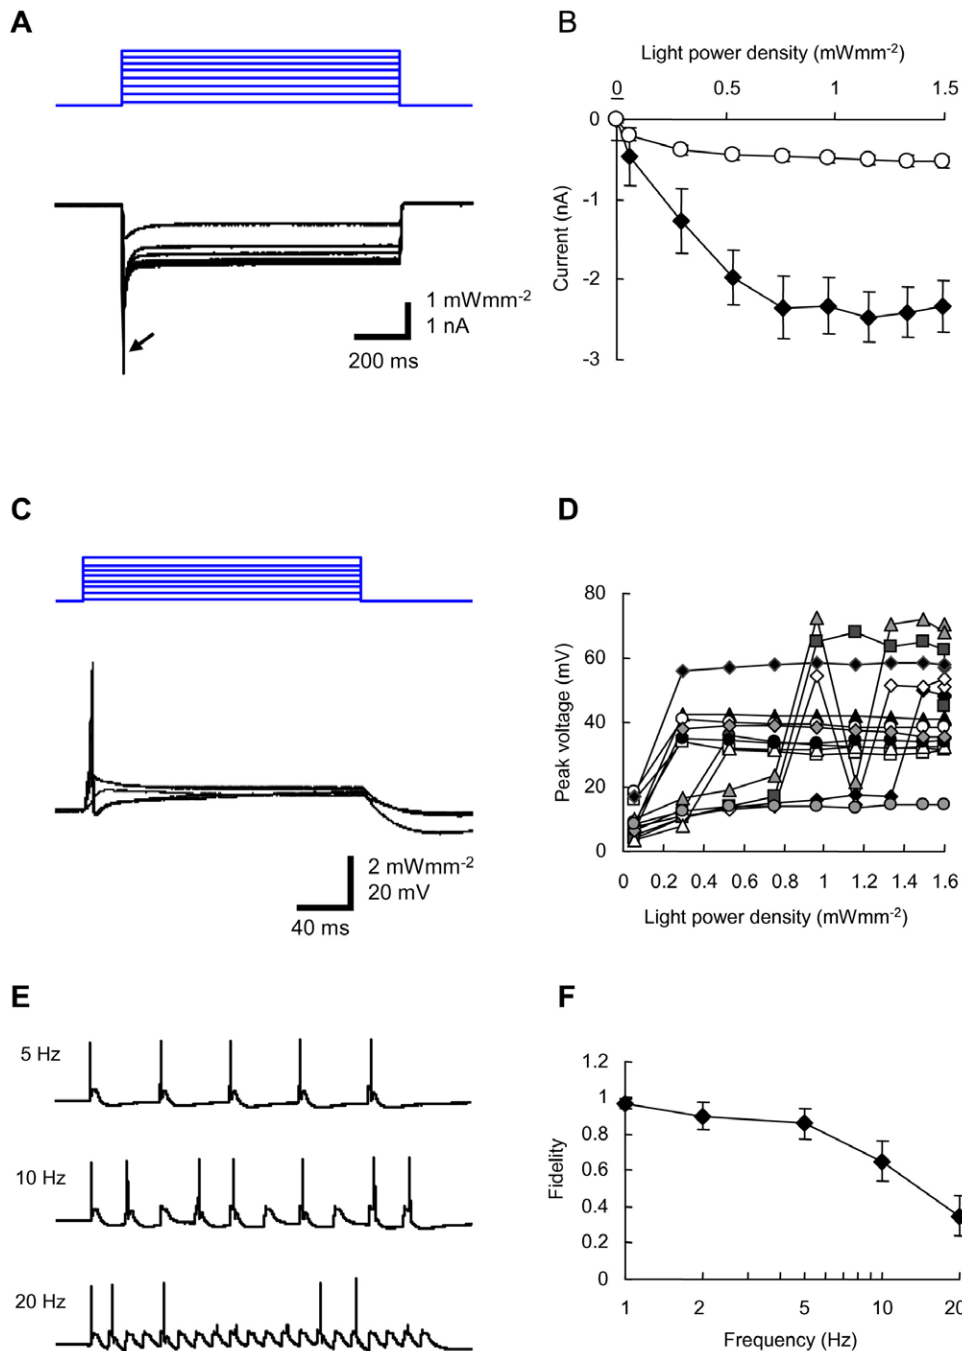 A
1 mWmm-2
1 nA
200 ms
B
Light power density (mWmm-2)
0 0.5 1 1.5
0
-1
-2
-3
Current (nA)
C
2 mWmm-2
20 mV
40 ms
D
80
60
40
20
0
Peak voltage (mV)
0 0.2 0.4 0.6 0.8 1 1.2 1.4 1.6
Light power density (mWmm-2)
E
5 Hz
10 Hz
20 Hz
F
1.2
1
0.8
0.6
0.4
0.2
0
Fidelity
1 2 5 10 20
Frequency (Hz)